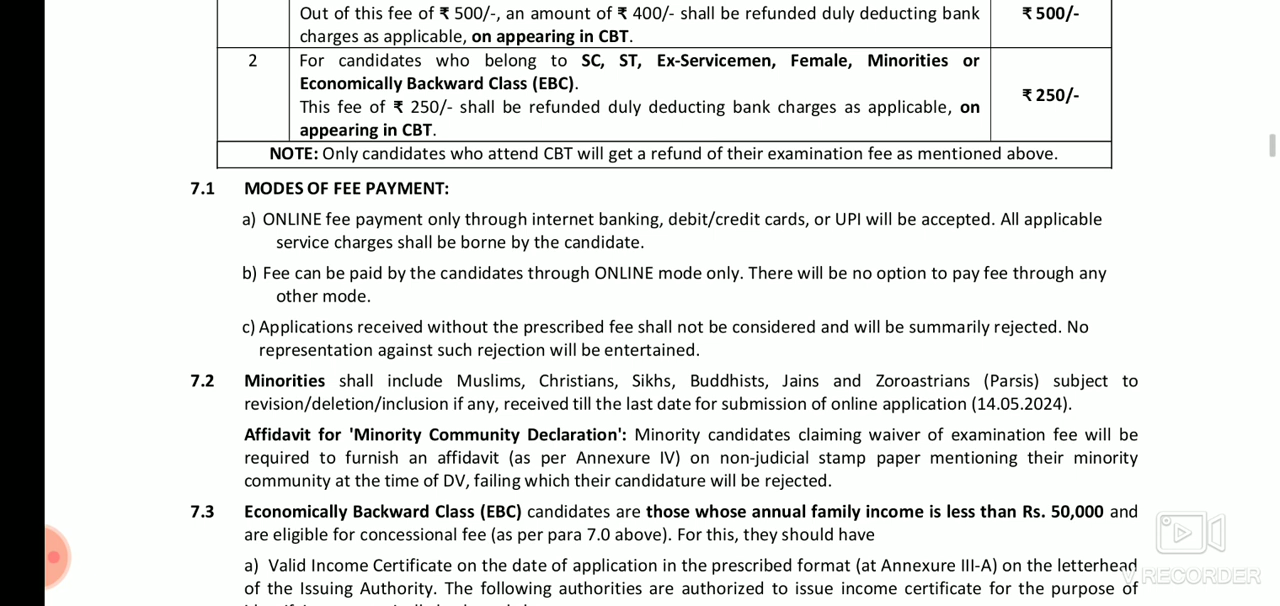 Out of this fee of ₹ 500/-, an amount of ₹ 400/- shall be refunded duly deducting bank ₹ 500/-
charges as applicable, on appearing in CBT.
2 For candidates who belong to SC, ST, Ex-Servicemen, Female, Minorities or
Economically Backward Class (EBC).
This fee of ₹ 250/- shall be refunded duly deducting bank charges as applicable, on ₹ 250/-
appearing in CBT.
NOTE: Only candidates who attend CBT will get a refund of their examination fee as mentioned above.
7.1 MODES OF FEE PAYMENT:
a) ONLINE fee payment only through internet banking, debit/credit cards, or UPI will be accepted. All applicable
service charges shall be borne by the candidate.
b) Fee can be paid by the candidates through ONLINE mode only. There will be no option to pay fee through any
other mode.
c) Applications received without the prescribed fee shall not be considered and will be summarily rejected. No
representation against such rejection will be entertained.
7.2 Minorities shall include Muslims, Christians, Sikhs, Buddhists, Jains and Zoroastrians (Parsis) subject to
revision/deletion/inclusion if any, received till the last date for submission of online application (14.05.2024).
Affidavit for 'Minority Community Declaration': Minority candidates claiming waiver of examination fee will be
required to furnish an affidavit (as per Annexure IV) on non-judicial stamp paper mentioning their minority
community at the time of DV, failing which their candidature will be rejected.
7.3 Economically Backward Class (EBC) candidates are those whose annual family income is less than Rs. 50,000 and
are eligible for concessional fee (as per para 7.0 above). For this, they should have
a) Valid Income Certificate on the date of application in the prescribed format (at Annexure III-A) on the letterhead
of the Issuing Authority. The following authorities are authorized to issue income certificate for the purpose of
V RECORDER